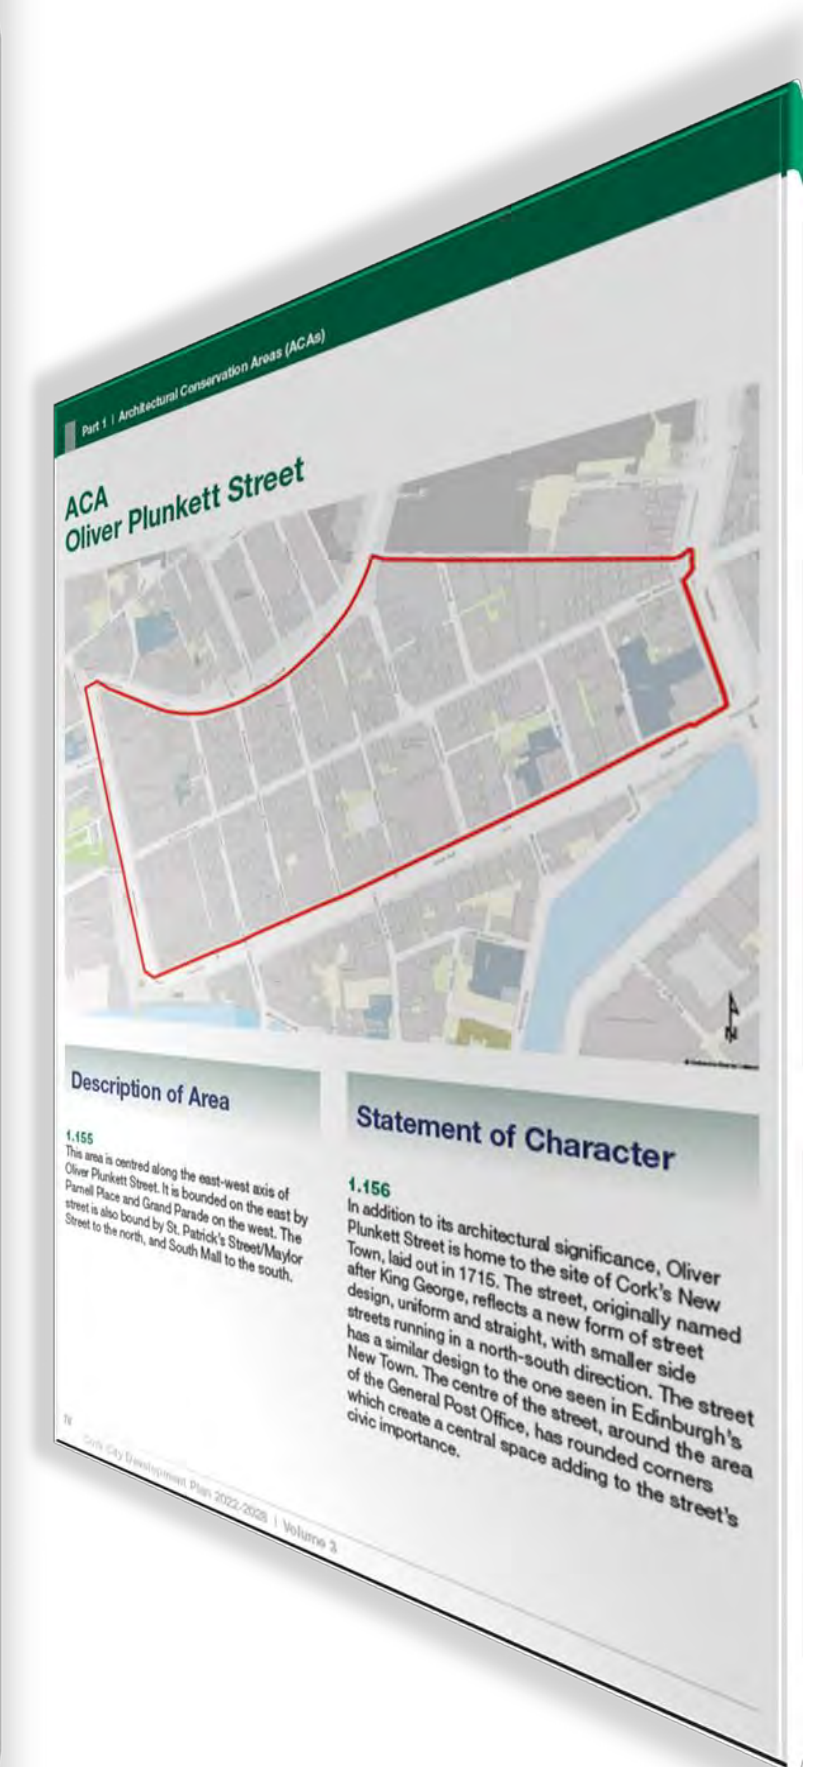 Part 1 | Architectural Conservation Areas (ACAs)
ACA
Oliver Plunkett Street
Description of Area
1.155
This area is centred along the east-west axis of
Oliver Plunkett Street. It is bounded on the east by
Parnell Place and Grand Parade on the west. The
street is also bound by St. Patrick's Street/Maylor
Street to the north, and South Mall to the south.
Statement of Character
1.156
In addition to its architectural significance, Oliver
Plunkett Street is home to the site of Cork's New
Town, laid out in 1715. The street, originally named
after King George, reflects a new form of street
design, uniform and straight, with smaller side
streets running in a north-south direction. The street
has a similar design to the one seen in Edinburgh's
New Town. The centre of the street, around the area
of the General Post Office, has rounded corners
which create a central space adding to the street's
civic importance.
Cork City Development Plan 2022-2028 | Volume 3